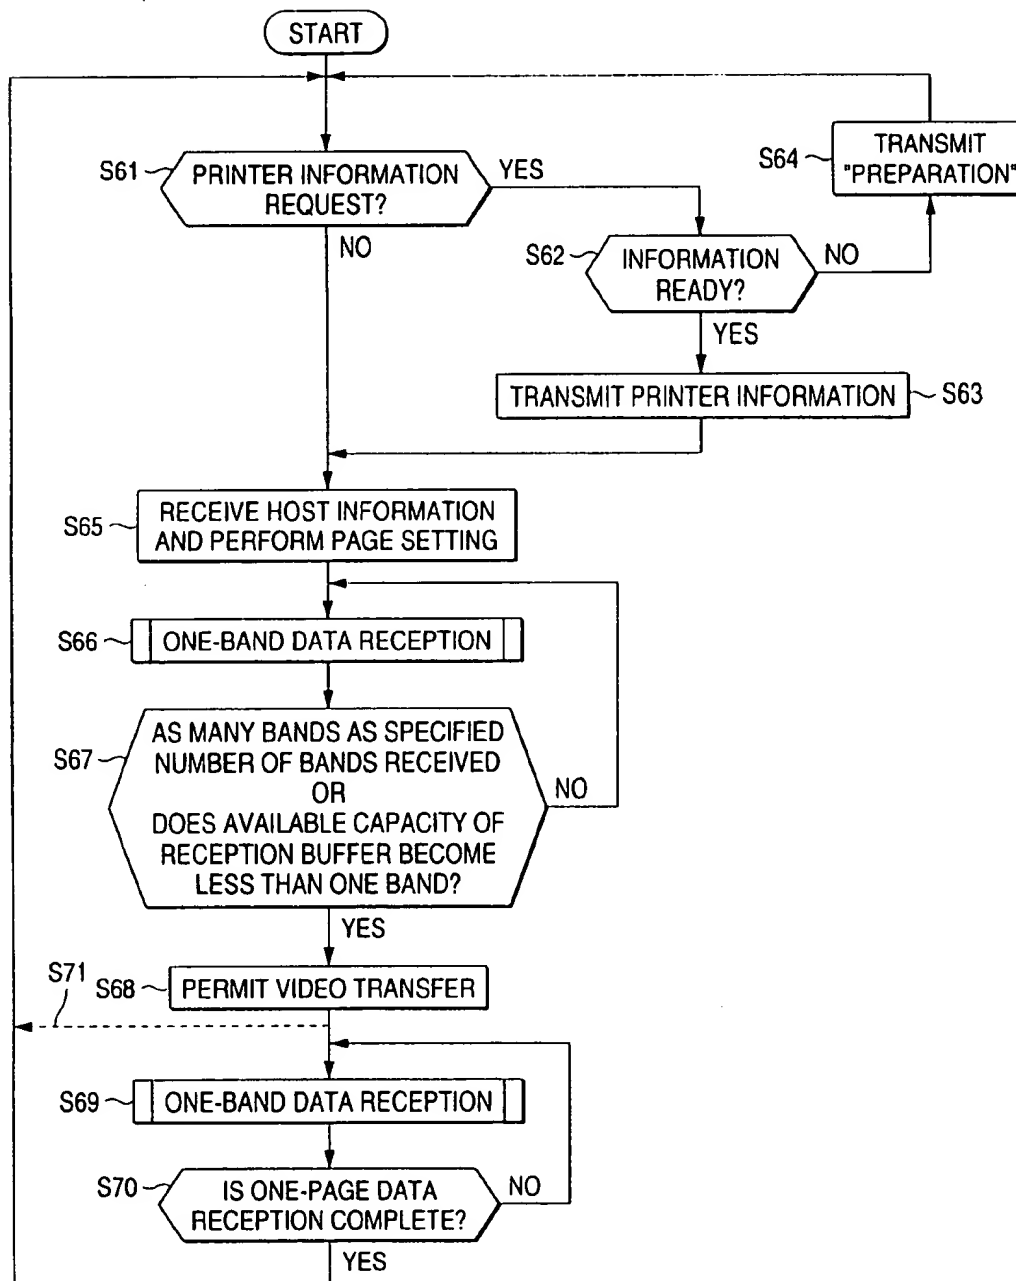 START
S61
PRINTER INFORMATION
REQUEST?
YES
NO
S64
TRANSMIT
"PREPARATION"
S62
INFORMATION
READY?
NO
YES
TRANSMIT PRINTER INFORMATION
S63
S65
RECEIVE HOST INFORMATION
AND PERFORM PAGE SETTING
S66
ONE-BAND DATA RECEPTION
S67
AS MANY BANDS AS SPECIFIED
NUMBER OF BANDS RECEIVED
OR
DOES AVAILABLE CAPACITY OF
RECEPTION BUFFER BECOME
LESS THAN ONE BAND?
NO
YES
S71
S68
PERMIT VIDEO TRANSFER
S69
ONE-BAND DATA RECEPTION
S70
IS ONE-PAGE DATA
RECEPTION COMPLETE?
NO
YES